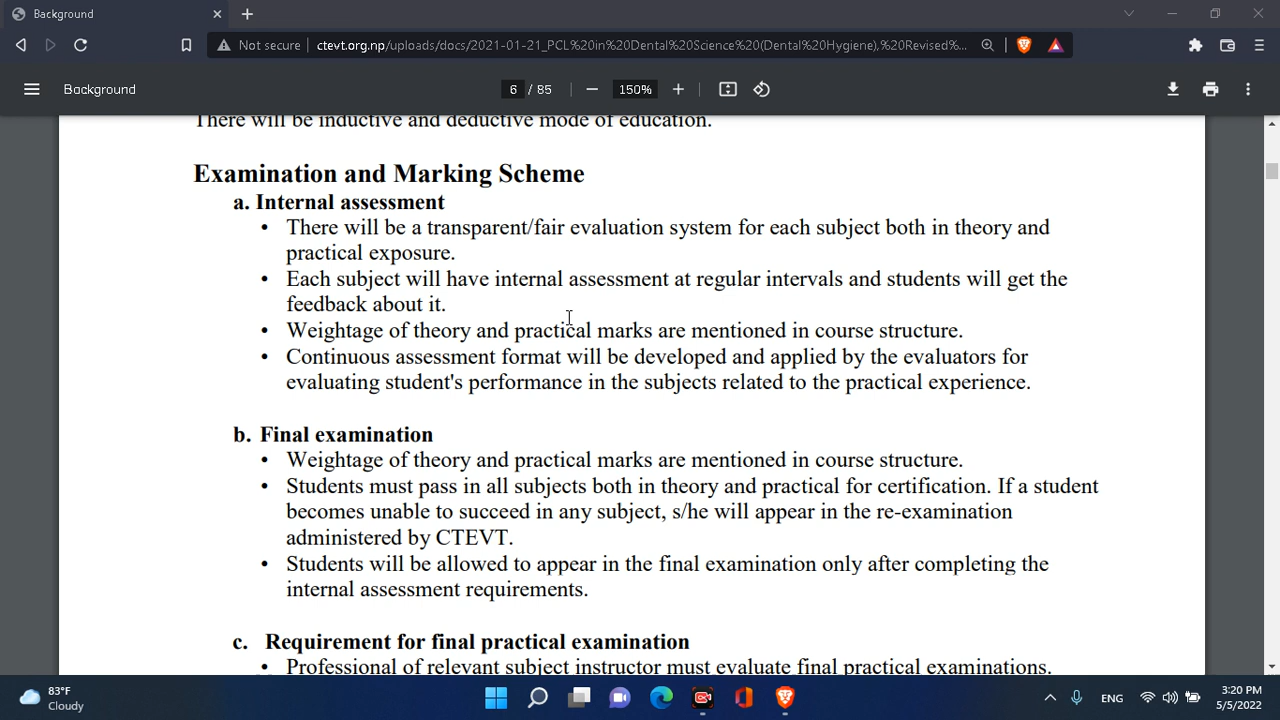 Background
Not secure
ctevt.org.np/uploads/docs/2021-01-21_PCL%20in%20Dental%20Science%20(Dental%20Hygiene),%20Revised%...
Background
6 / 85
150%
There will be inductive and deductive mode of education.
Examination and Marking Scheme
a. Internal assessment
• There will be a transparent/fair evaluation system for each subject both in theory and
practical exposure.
• Each subject will have internal assessment at regular intervals and students will get the
feedback about it.
• Weightage of theory and practical marks are mentioned in course structure.
• Continuous assessment format will be developed and applied by the evaluators for
evaluating student's performance in the subjects related to the practical experience.
b. Final examination
• Weightage of theory and practical marks are mentioned in course structure.
• Students must pass in all subjects both in theory and practical for certification. If a student
becomes unable to succeed in any subject, s/he will appear in the re-examination
administered by CTEVT.
• Students will be allowed to appear in the final examination only after completing the
internal assessment requirements.
c. Requirement for final practical examination
• Professional of relevant subject instructor must evaluate final practical examinations.
83°F
Cloudy
ENG
3:20 PM
5/5/2022